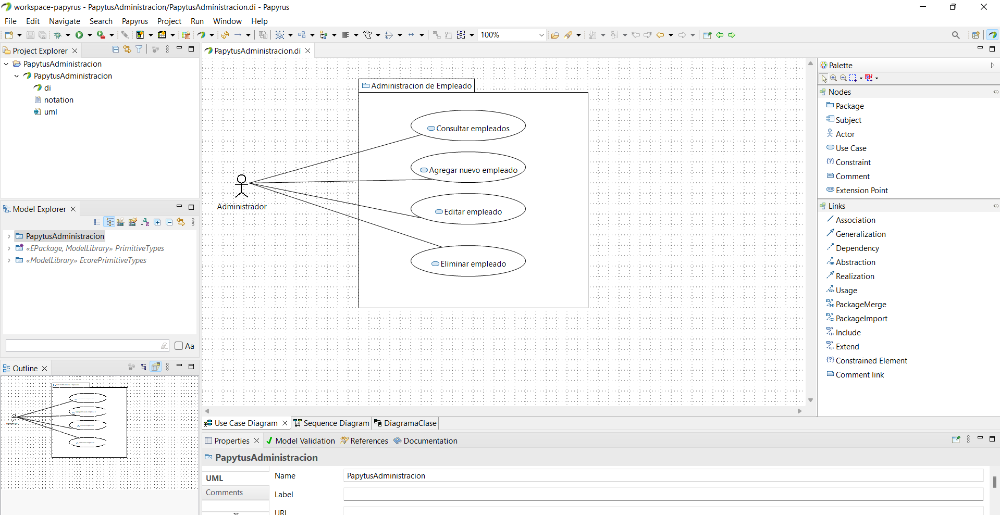 workspace-papyrus - PapytusAdministracion/PapytusAdministracion.di - Papyrus
File Edit Navigate Search Papyrus Project Run Window Help
100%
Project Explorer
PapytusAdministracion
PapytusAdministracion
di
notation
uml
Model Explorer
PapytusAdministracion
«EPackage, ModelLibrary» PrimitiveTypes
«ModelLibrary» EcorePrimitiveTypes
Aa
Outline
PapytusAdministracion.di
Administracion de Empleado
Consultar empleados
Agregar nuevo empleado
Editar empleado
Eliminar empleado
Administrador
Palette
Nodes
Package
Subject
Actor
Use Case
Constraint
Comment
Extension Point
Links
Association
Generalization
Dependency
Abstraction
Realization
Usage
PackageMerge
PackageImport
Include
Extend
Constrained Element
Comment link
Use Case Diagram Sequence Diagram DiagramaClase
Properties Model Validation References Documentation
PapytusAdministracion
UML
Comments
Name PapytusAdministracion
Label
URI